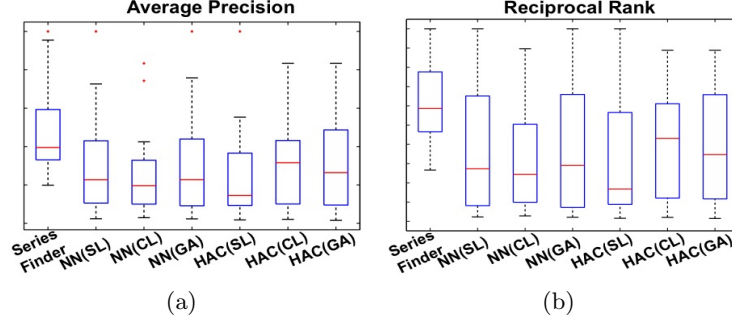 Average Precision
Series Finder
NN(SL)
NN(CL)
NN(GA)
HAC(SL)
HAC(CL)
HAC(GA)
(a)
Reciprocal Rank
Series Finder
NN(SL)
NN(CL)
NN(GA)
HAC(SL)
HAC(CL)
HAC(GA)
(b)